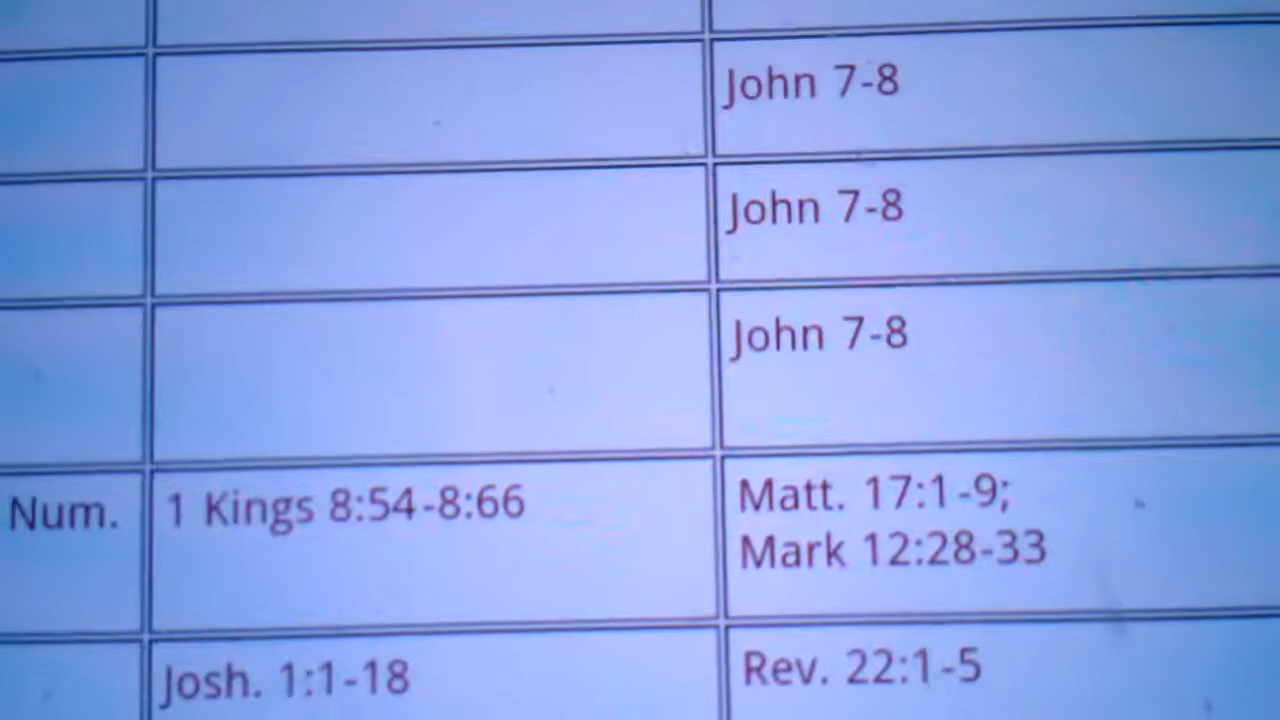 John 7-8
John 7-8
John 7-8
Num. 1 Kings 8:54-8:66 Matt. 17:1-9;
Mark 12:28-33
Josh. 1:1-18 Rev. 22:1-5